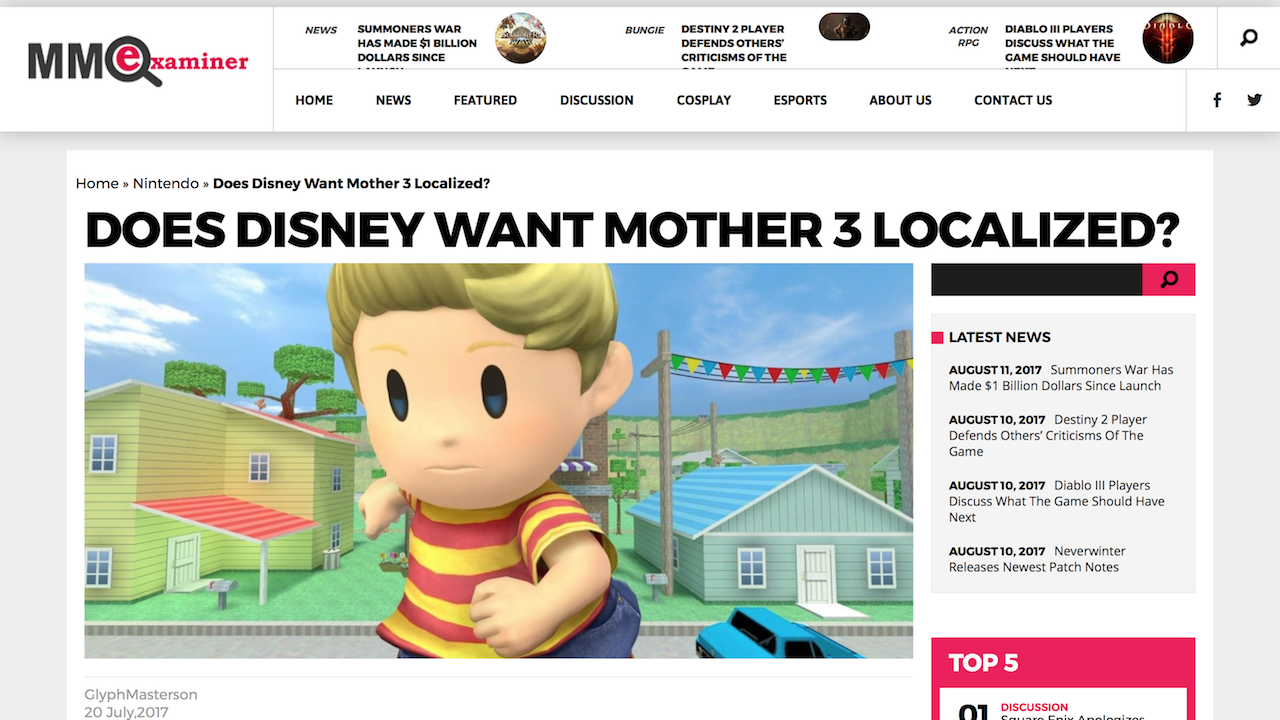 MMexaminer
NEWS
SUMMONERS WAR
HAS MADE $1 BILLION
DOLLARS SINCE
LAUNCH
BUNGIE
DESTINY 2 PLAYER
DEFENDS OTHERS'
CRITICISMS OF THE
GAME
ACTION
RPG
DIABLO III PLAYERS
DISCUSS WHAT THE
GAME SHOULD HAVE
NEXT
HOME NEWS FEATURED DISCUSSION COSPLAY ESPORTS ABOUT US CONTACT US
Home » Nintendo » Does Disney Want Mother 3 Localized?
DOES DISNEY WANT MOTHER 3 LOCALIZED?
LATEST NEWS
AUGUST 11, 2017 Summoners War Has
Made $1 Billion Dollars Since Launch
AUGUST 10, 2017 Destiny 2 Player
Defends Others’ Criticisms Of The
Game
AUGUST 10, 2017 Diablo III Players
Discuss What The Game Should Have
Next
AUGUST 10, 2017 Neverwinter
Releases Newest Patch Notes
TOP 5
01
DISCUSSION
Square Enix Apologizes
GlyphMasterson
20 July,2017